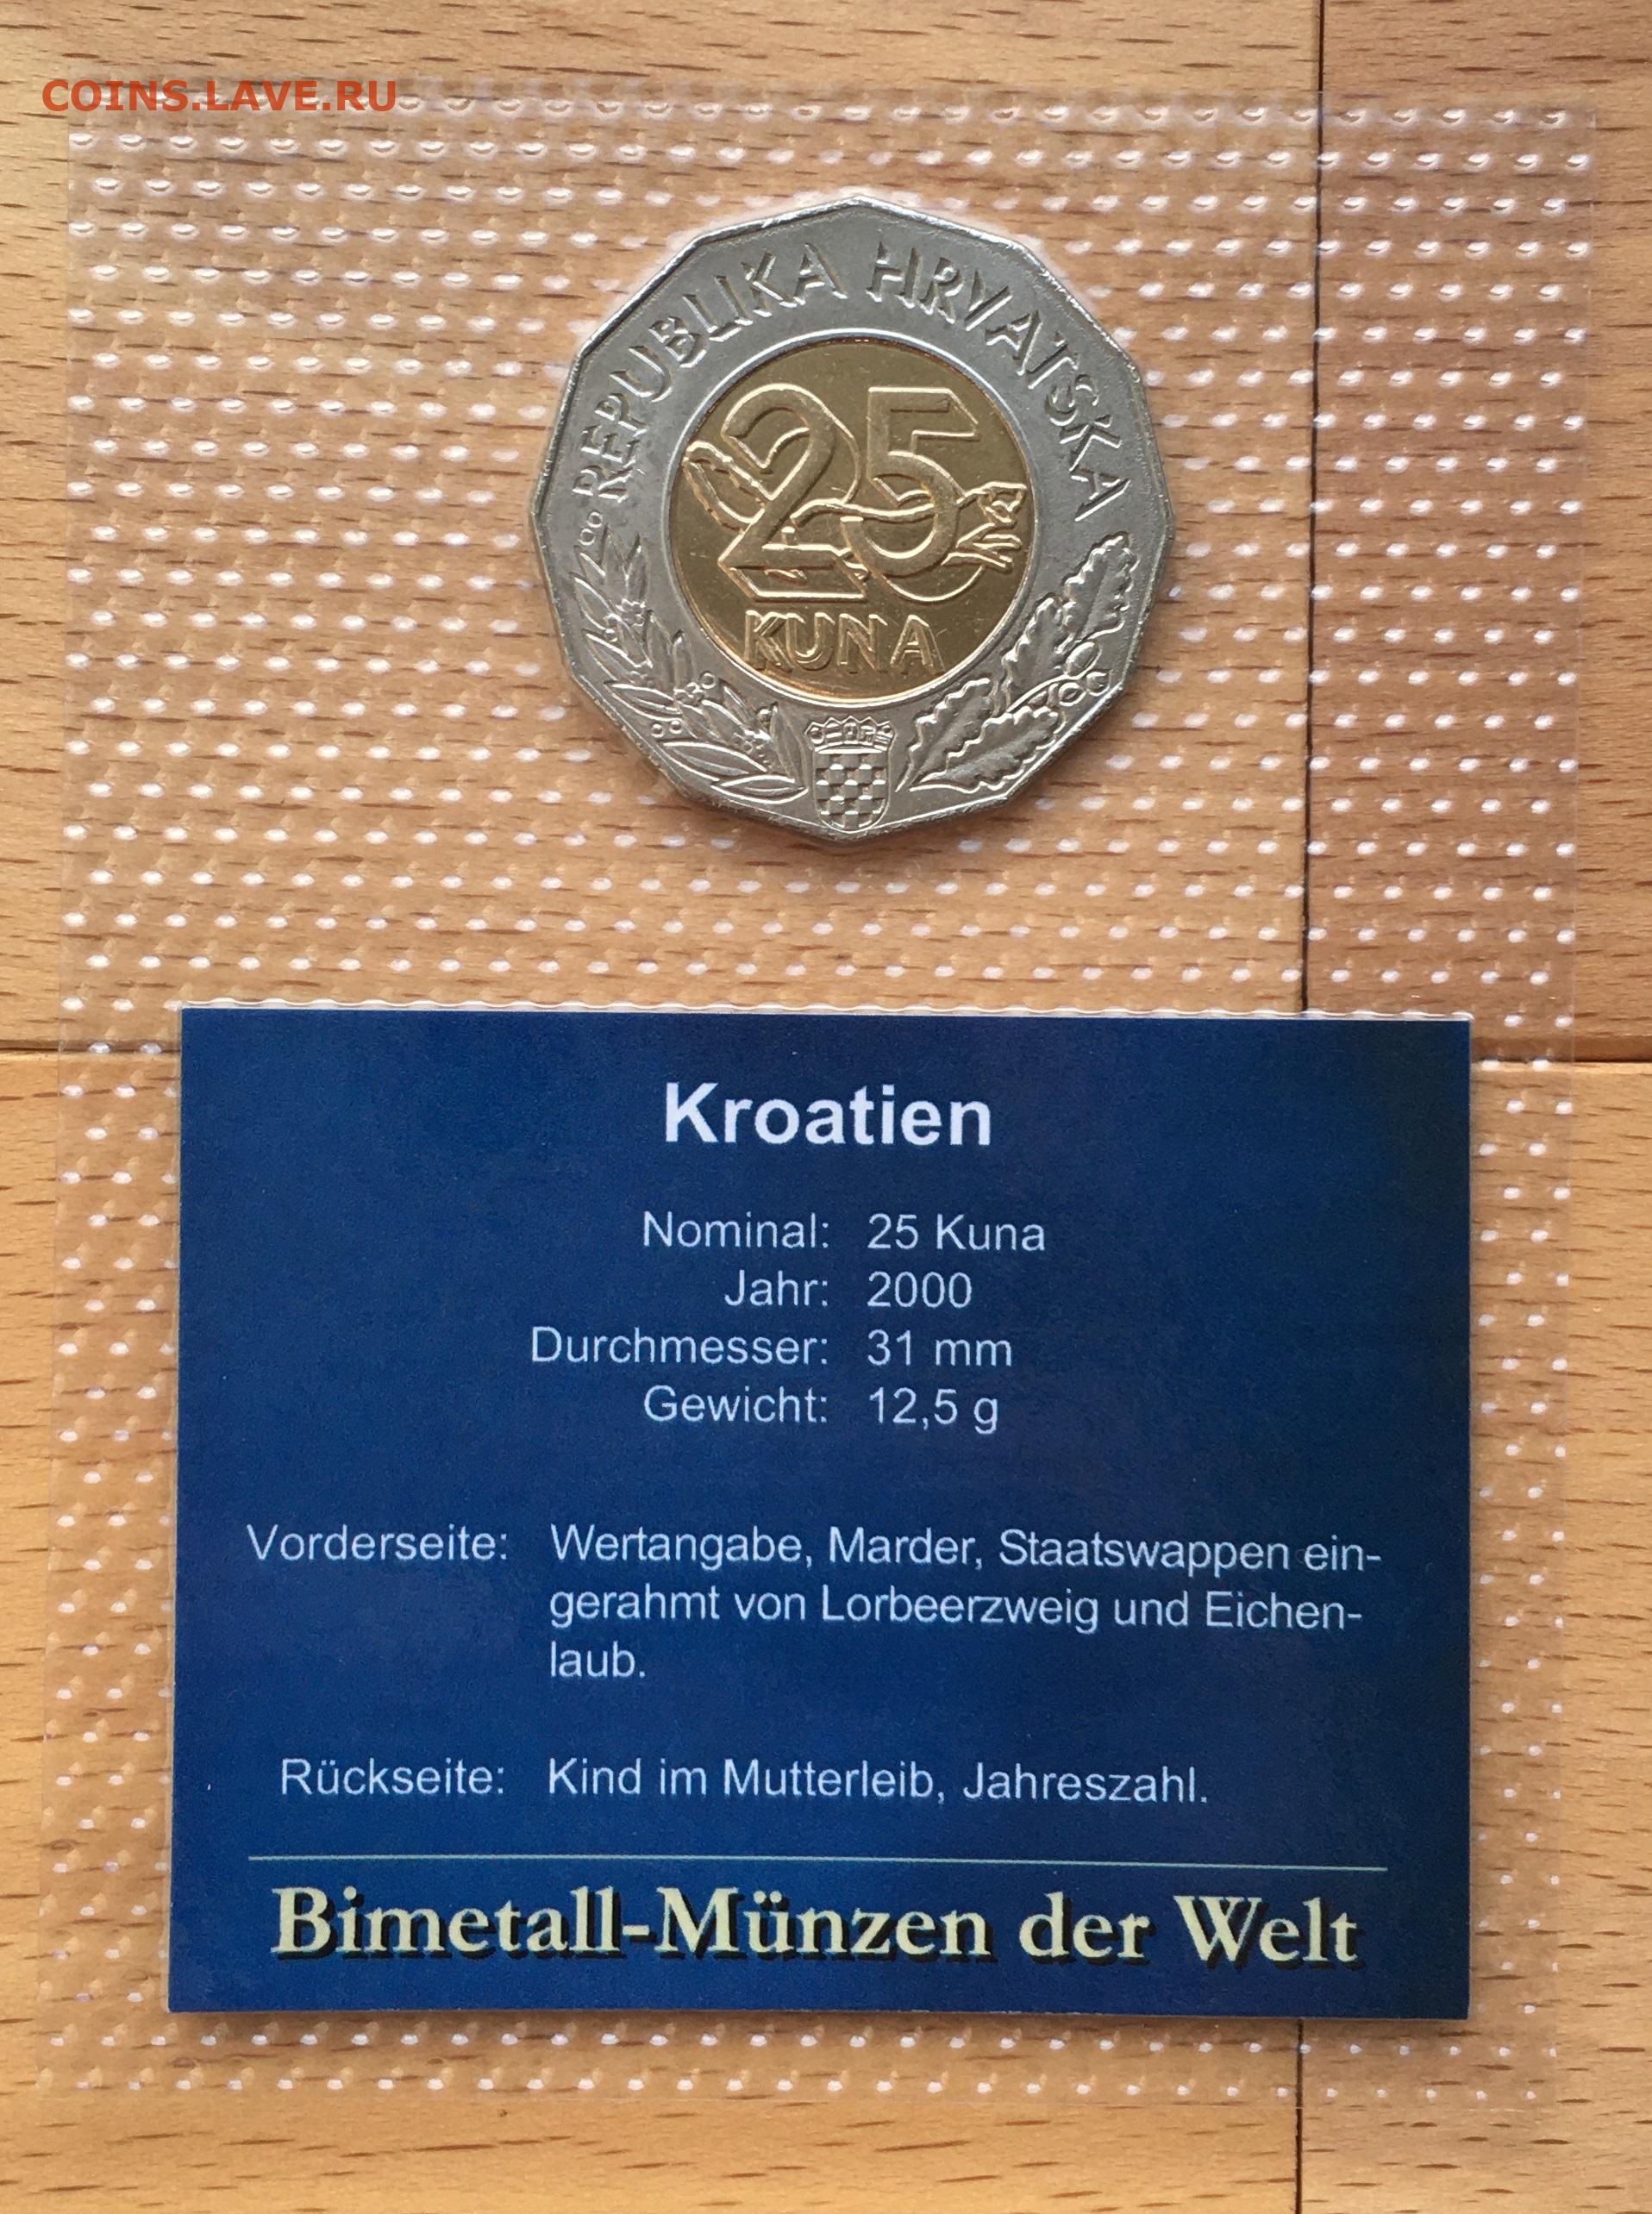 COINS.LAVE.RU
REPUBLIKA HRVATSKA
25
KUNA
Kroatien
Nominal: 25 Kuna
Jahr: 2000
Durchmesser: 31 mm
Gewicht: 12,5 g
Vorderseite: Wertangabe, Marder, Staatswappen ein-
gerahmt von Lorbeerzweig und Eichen-
laub.
Rückseite: Kind im Mutterleib, Jahreszahl.
Bimetall-Münzen der Welt